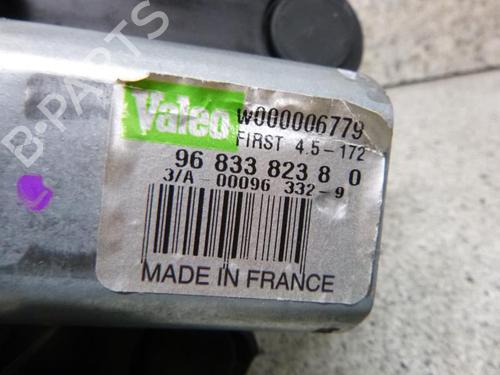 B-PARTS
Valeo
W000006779
FIRST 4.5-172
96 833 823 8 0
3/A 00096 332-9
MADE IN FRANCE